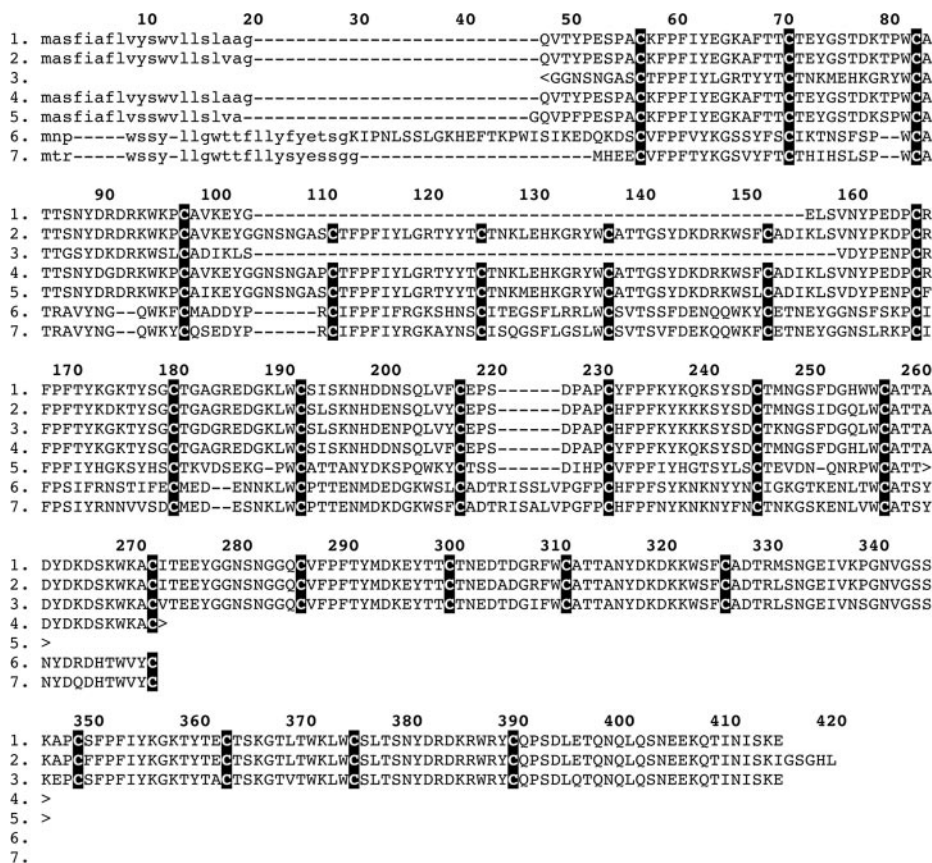 10 20 30 40 50 60 70 80
1. masfiaflvyswvllslaag---------------------------QVTYPESPACKFPFIYEGKAFTTCTEYGSTDKTPWCA
2. masfiaflvyswvllslvag---------------------------QVTYPESPACKFPFIYEGKAFTTCTEYGSTDKTPWCA
3. <GGNSNGASCTFPFIYLGRTYYTCTNKMEHKGRYWCA
4. masfiaflvyswvllslaag---------------------------QVTYPESPACKFPFIYEGKAFTTCTEYGSTDKTPWCA
5. masfiaflvsswvllslva---------------------------GQVPFPESPACKFPFIYEGKAFTTCTEYGSTDKSPWCA
6. mnp-----wssy-llgwttfllyfyetsgKIPNLSSLGKHEFTKPWISIKEDQKDSCVFPFVYKGSSYFSCIKTNSFSP--WCA
7. mtr-----wssy-llgwttfllysyessgg----------------------MHEECVFPFTYKGSVYFTCTHIHSLSP--WCA
90 100 110 120 130 140 150 160
1. TTSNYDRDRKWKPCAVKEYG----------------------------------------------------ELSVNYPEDPCR
2. TTSNYDRDRKWKPCAVKEYGGNSNGASCTFPFIYLGRTYYTCTNKLEHKGRYWCATTGSYDKDRKWSFCADIKLSVNYPKDPCR
3. TTGSYDKDRKWSLCADIKLS-------------------------------------------------------VDYPENPCR
4. TTSNYDGDRKWKPCAVKEYGGNSNGAPCTFPFIYLGRTYYTCTNKLEHKGRYWCATTGSYDKDRKWSFCADIKLSVNYPEDPCR
5. TTSNYDRDRKWKPCAIKEYGGNSNGASCTFPFIYLGRTYYTCTNKMEHKGRYWCATTGSYDKDRKWSLCADIKLSVDYPENPCF
6. TRAVYNG--QWKFCMADDYP------RCIFPFIFRGKSHNSCITEGSFLRRLWCSVTSSFDENQQWKYCETNEYGGNSFSKPCI
7. TRAVYNG--QWKYCQSEDYP------RCIFPFIYRGKAYNSCISQGSFLGSLWCSVTSVFDEKQQWKFCETNEYGGNSLRKPCI
170 180 190 200 210 220 230 240 250 260
1. FPFTYKGKTYSGCTGAGREDGKLWCSISKNHDDNSQLVFCEPS------DPAPCYFPFKYKQKSYSDCTMNGSFDGHWWCATTA
2. FPFTYKDKTYSGCTGAGREDGKLWCSLSKNHDENSQLVYCEPS------DPAPCHFPFKYKKKSYSDCTMNGSIDGQLWCATTA
3. FPFTYKGKTYSGCTGDGREDGKLWCSLSKNHDENPQLVYCEPS------DPAPCHFPFKYKKKSYSDCTKNGSFDGQLWCATTA
4. FPFTYKGKTYSGCTGAGREDGKLWCSISKNHDDNSQLVFCEPS------DPAPCYFPFKYKQKSYSDCTMNGSFDGHLWCATTA
5. FPFIYHGKSYHSCTKVDSEKG-PWCATTANYDKSPQWKYCTSS------DIHPCVFPFIYHGTSYLSCTEVDN-QNRPWCATT>
6. FPSIFRNSTIFECMED--ENNKLWCPTTENMDEDGKWSLCADTRISSLVPGFPCHFPFSYKNKNYYNCIGKGTKENLTWCATSY
7. FPSIYRNNVVSDCMED--ESNKLWCPTTENMDKDGKWSFCADTRISALVPGFPCHFPFNYKNKNYFNCTNKGSKENLVWCATSY
272 280 286 290 300 311 320 330 340
1. DYDKDSKWKACITEEYGGNSNGGQCVFPFTYMDKEYTTCTNEDTDGRFWCATTANYDKDKKWSFCADTRMSNGEIVKPGNVGSS
2. DYDKDSKWKACITEEYGGNSNGGQCVFPFTYMDKEYTTCTNEDADGRFWCATTANYDKDKKWSFCADTRLSNGEIVKPGNVGSS
3. DYDKDSKWKACVTEEYGGNSNGGQCVFPFTYMDKEYTTCTNEDTDGIFWCATTANYDKDKKWSFCADTRLSNGEIVNSGNVGSS
4. DYDKDSKWKAC>
5. >
6. NYDRDHTWVYC
7. NYDQDHTWVYC
350 363 370 380 390 400 410 420
1. KAPCSFPFIYKGKTYTECTSKGTLTWKLWCSLTSNYDRDKRWRYCQPSDLETQNQLQSNEEKQTINISKE
2. KAPCFFPFIYKGKTYTECTSKGTLTWKLWCSLTSNYDRDRRWRYCQPSDLETQNQLQSNEEKQTINISKIGSGHL
3. KEPCSFPFIYKGKTYTACTSKGTVTWKLWCSLTSNYDRDKRWRYCQPSDLQTQNQLQSNEEKQTINISKE
4. >
5. >
6.
7.